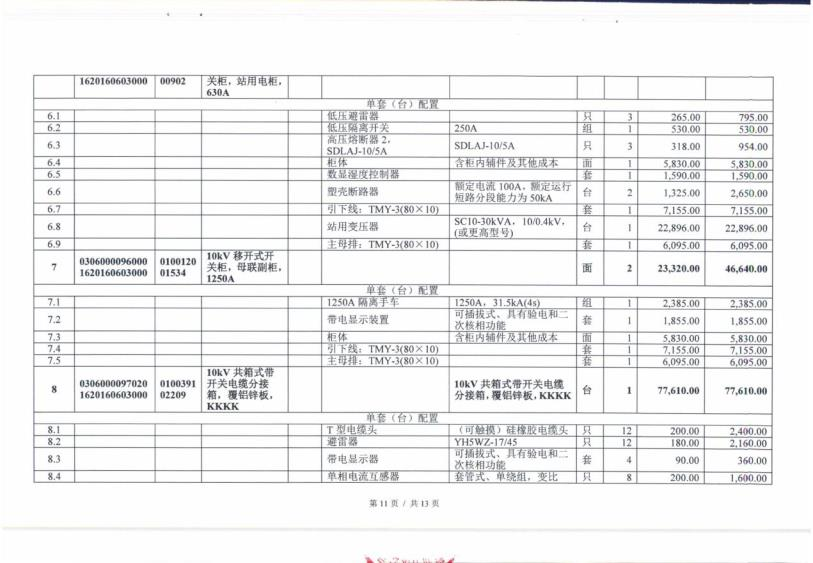 1620160603000 00902 关柜，站用电柜，
630A
单套（台）配置
6.1 低压避雷器 只 3 265.00 795.00
6.2 低压隔离开关 250A 组 1 530.00 530.00
6.3 高压熔断器 2， SDLAJ-10/5A 只 3 318.00 954.00
SDLAJ-10/5A
6.4 柜体 含柜内辅件及其他成本 面 1 5,830.00 5,830.00
6.5 数显湿度控制器 套 1 1,590.00 1,590.00
6.6 塑壳断路器 额定电流 100A，额定运行 台 2 1,325.00 2,650.00
短路分段能力为 50kA
6.7 引下线：TMY-3(80×10) 套 1 7,155.00 7,155.00
6.8 站用变压器 SC10-30kVA，10/0.4kV， 台 1 22,896.00 22,896.00
(或更高型号)
6.9 主母排：TMY-3(80×10) 套 1 6,095.00 6,095.00
7 0306000096000 0100120 10kV 移开式开 面 2 23,320.00 46,640.00
1620160603000 01534 关柜，母联副柜，
1250A
单套（台）配置
7.1 1250A 隔离手车 1250A，31.5kA(4s) 组 1 2,385.00 2,385.00
7.2 带电显示装置 可插拔式、具有验电和二 套 1 1,855.00 1,855.00
次核相功能
7.3 柜体 含柜内辅件及其他成本 面 1 5,830.00 5,830.00
7.4 引下线：TMY-3(80×10) 套 1 7,155.00 7,155.00
7.5 主母排：TMY-3(80×10) 套 1 6,095.00 6,095.00
8 0306000097020 0100391 10kV 共箱式带 10kV 共箱式带开关电缆 台 1 77,610.00 77,610.00
1620160603000 02209 开关电缆分接 分接箱，覆铝锌板，KKKK
箱，覆铝锌板，
KKKK
单套（台）配置
8.1 T 型电缆头 （可触摸）硅橡胶电缆头 只 12 200.00 2,400.00
8.2 避雷器 YH5WZ-17/45 只 12 180.00 2,160.00
8.3 带电显示器 可插拔式、具有验电和二 套 4 90.00 360.00
次核相功能
8.4 单相电流互感器 套管式、单绕组，变比 只 8 200.00 1,600.00
第 11 页 / 共 13 页